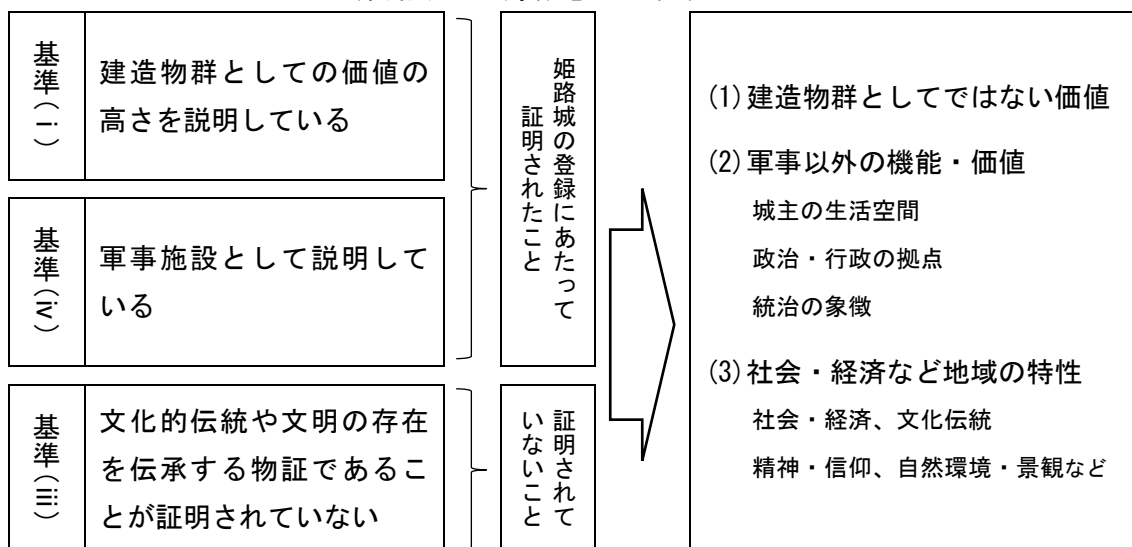 基準(ⅰ)
建造物群としての価値の
高さを説明している
基準(ⅳ)
軍事施設として説明して
いる
姫路城の登録にあたって
証明されたこと
基準(ⅲ)
文化的伝統や文明の存在
を伝承する物証であるこ
とが証明されていない
証明されて
いないこと
(1)建造物群としてではない価値
(2)軍事以外の機能・価値
城主の生活空間
政治・行政の拠点
統治の象徴
(3)社会・経済など地域の特性
社会・経済、文化伝統
精神・信仰、自然環境・景観など